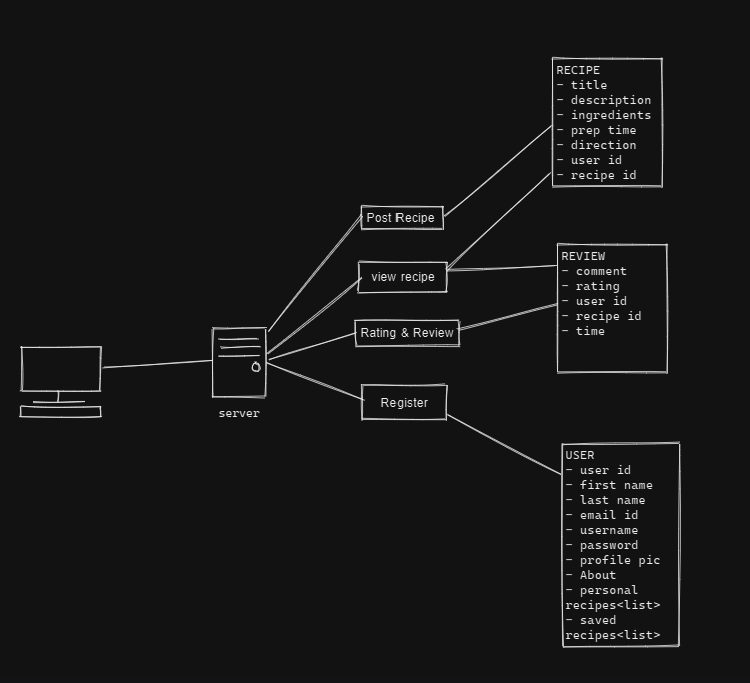 RECIPE
- title
- description
- ingredients
- prep time
- direction
- user id
- recipe id
Post Recipe
view recipe
Rating & Review
Register
server
REVIEW
- comment
- rating
- user id
- recipe id
- time
USER
- user id
- first name
- last name
- email id
- username
- password
- profile pic
- About
- personal
recipes<list>
- saved
recipes<list>